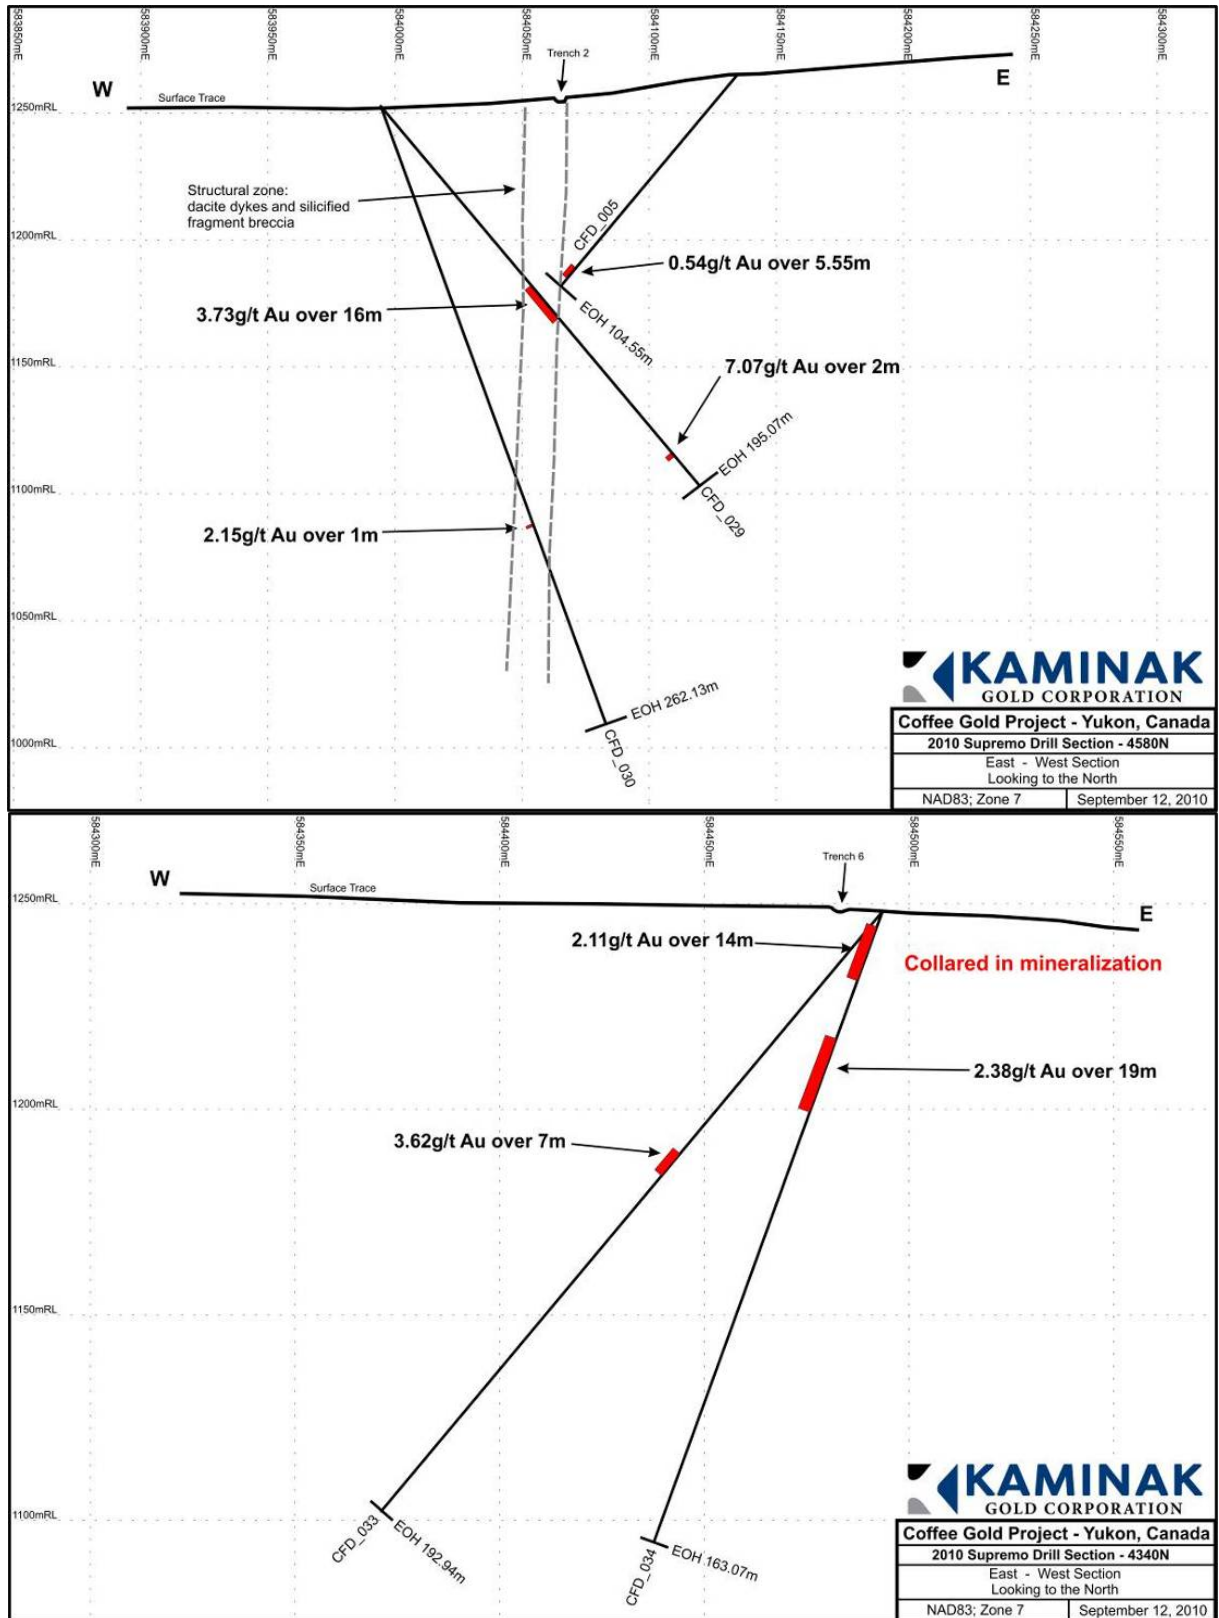 583850mE
583900mE
583950mE
584000mE
584050mE
584100mE
584150mE
584200mE
584250mE
584300mE
Trench 2
W
E
Surface Trace
1250mRL
Structural zone:
dacite dykes and silicified
fragment breccia
CFD_005
1200mRL
0.54g/t Au over 5.55m
3.73g/t Au over 16m
EOH 104.55m
1150mRL
7.07g/t Au over 2m
EOH 195.07m
1100mRL
CFD_029
2.15g/t Au over 1m
1050mRL
EOH 262.13m
1000mRL
CFD_030
KAMINAK
GOLD CORPORATION
Coffee Gold Project - Yukon, Canada
2010 Supremo Drill Section - 4580N
East - West Section
Looking to the North
NAD83; Zone 7
September 12, 2010
584300mE
584350mE
584400mE
584450mE
584500mE
584550mE
Trench 6
W
Surface Trace
1250mRL
E
2.11g/t Au over 14m
Collared in mineralization
2.38g/t Au over 19m
1200mRL
3.62g/t Au over 7m
1150mRL
1100mRL
CFD_033
EOH 192.94m
CFD_034
EOH 163.07m
KAMINAK
GOLD CORPORATION
Coffee Gold Project - Yukon, Canada
2010 Supremo Drill Section - 4340N
East - West Section
Looking to the North
NAD83; Zone 7
September 12, 2010